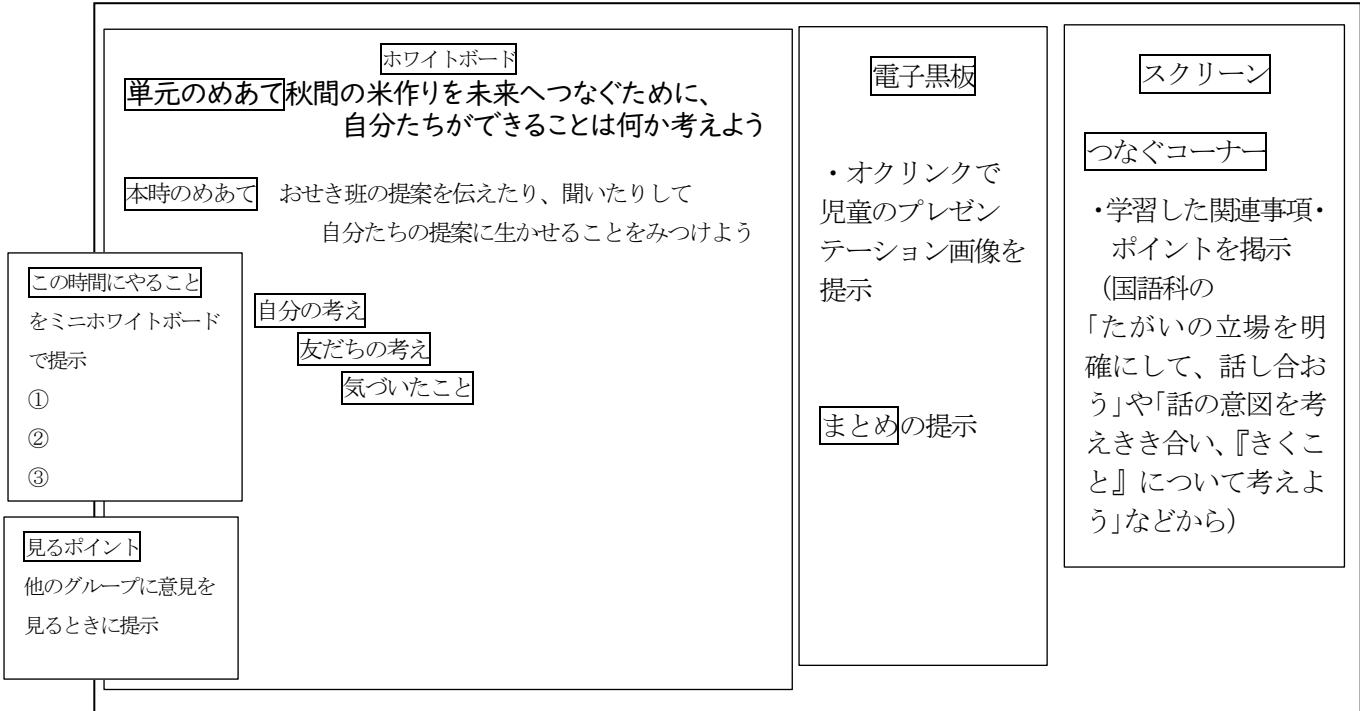 ホワイトボード
単元のめあて秋間の米作りを未来へつなぐために、
自分たちができることは何か考えよう
本時のめあて　おせき班の提案を伝えたり、聞いたりして
自分たちの提案に生かせることをみつけよう
この時間にやること
をミニホワイトボード
で提示
①
②
③
自分の考え
友だちの考え
気づいたこと
見るポイント
他のグループに意見を
見るときに提示
電子黒板
・オクリンクで
児童のプレゼン
テーション画像を
提示
まとめの提示
スクリーン
つなぐコーナー
・学習した関連事項・
ポイントを掲示
（国語科の
「たがいの立場を明
確にして、話し合お
う」や「話の意図を考
えきき合い、『きくこ
と』について考えよ
う」などから）